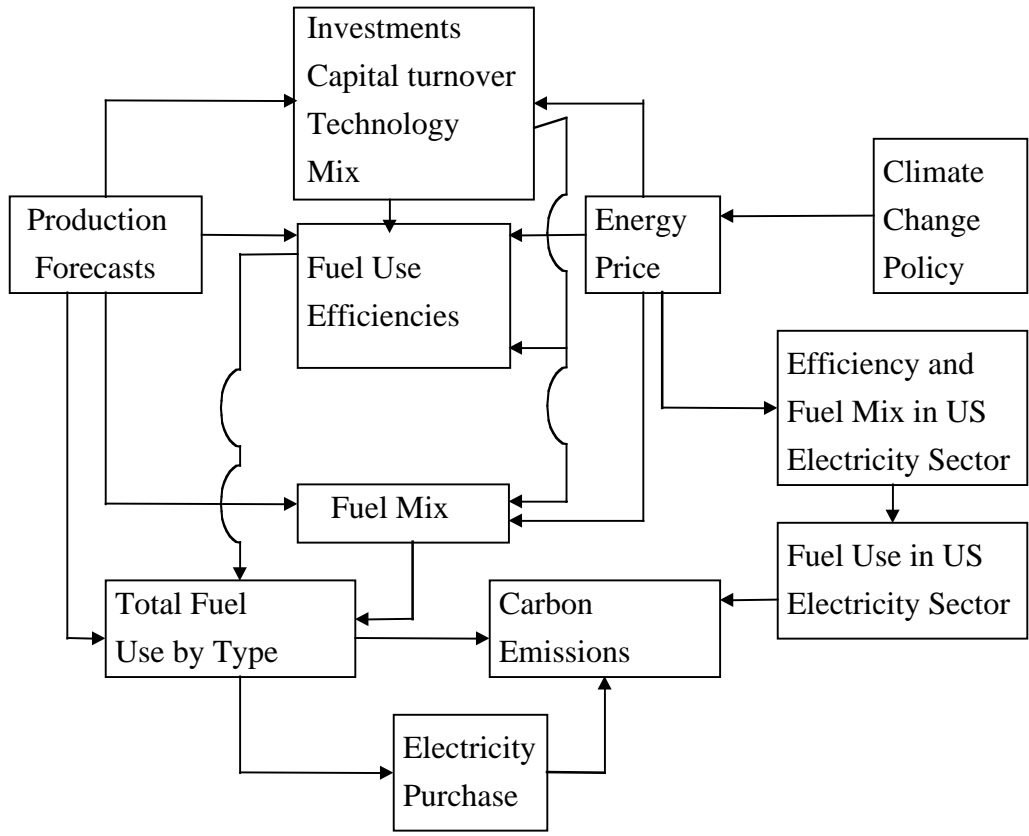 Investments
Capital turnover
Technology
Mix
Production
Forecasts
Fuel Use
Efficiencies
Energy
Price
Climate
Change
Policy
Efficiency and
Fuel Mix in US
Electricity Sector
Fuel Mix
Fuel Use in US
Electricity Sector
Total Fuel
Use by Type
Carbon
Emissions
Electricity
Purchase